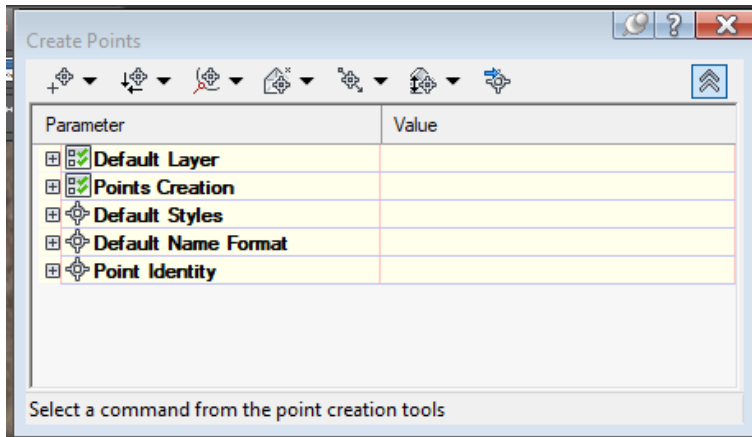 Create Points
Parameter Value
Default Layer
Points Creation
Default Styles
Default Name Format
Point Identity
Select a command from the point creation tools